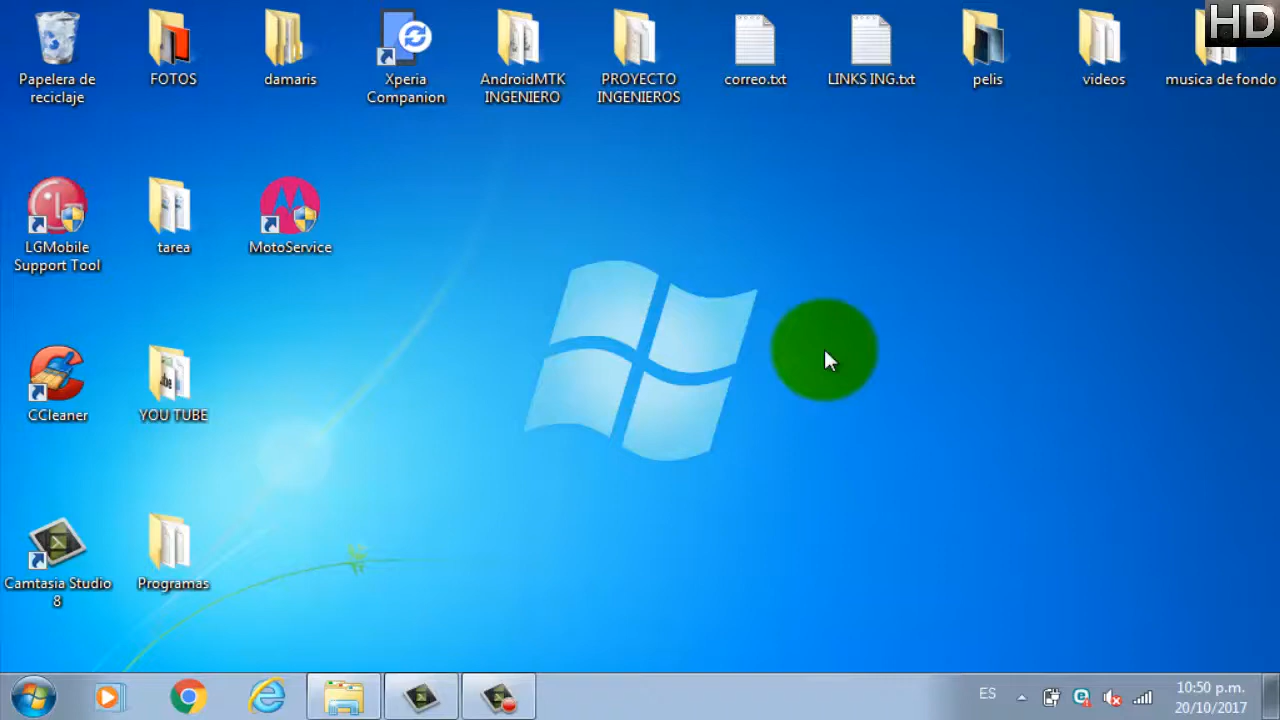 HD
Papelera de
reciclaje
FOTOS
damaris
Xperia
Companion
AndroidMTK
INGENIERO
PROYECTO
INGENIEROS
correo.txt
LINKS ING.txt
pelis
videos
musica de fondo
LGMobile
Support Tool
tarea
MotoService
CCleaner
YOU TUBE
Camtasia Studio
8
Programas
ES
10:50 p.m.
20/10/2017